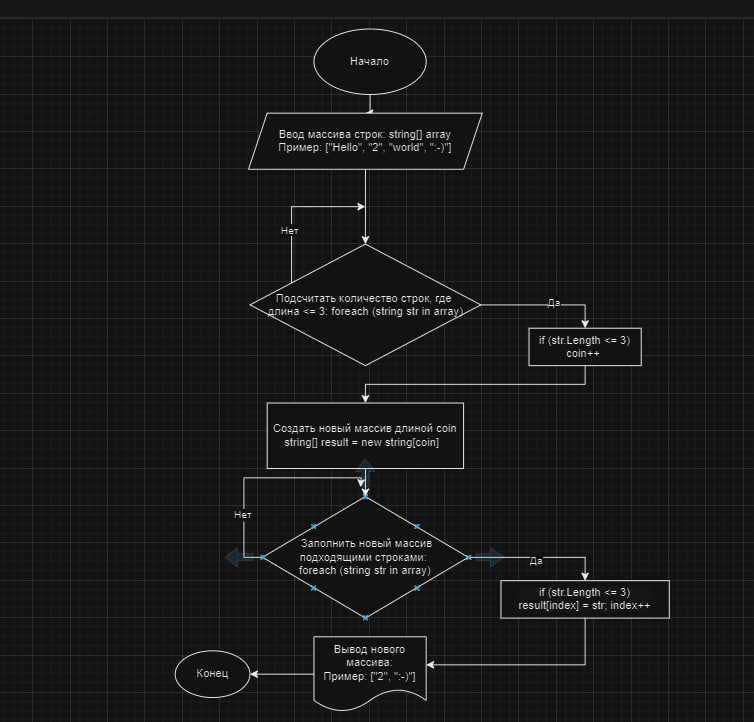 Начало
Ввод массива строк: string[] array
Пример: ["Hello", "2", "world", ":-)"]
Нет
Подсчитать количество строк, где
длина <= 3: foreach (string str in array)
Да
if (str.Length <= 3)
coin++
Создать новый массив длиной coin
string[] result = new string[coin]
Нет
Заполнить новый массив
подходящими строками:
foreach (string str in array)
Да
if (str.Length <= 3)
result[index] = str; index++
Вывод нового
массива:
Пример: ["2", ":-)"]
Конец